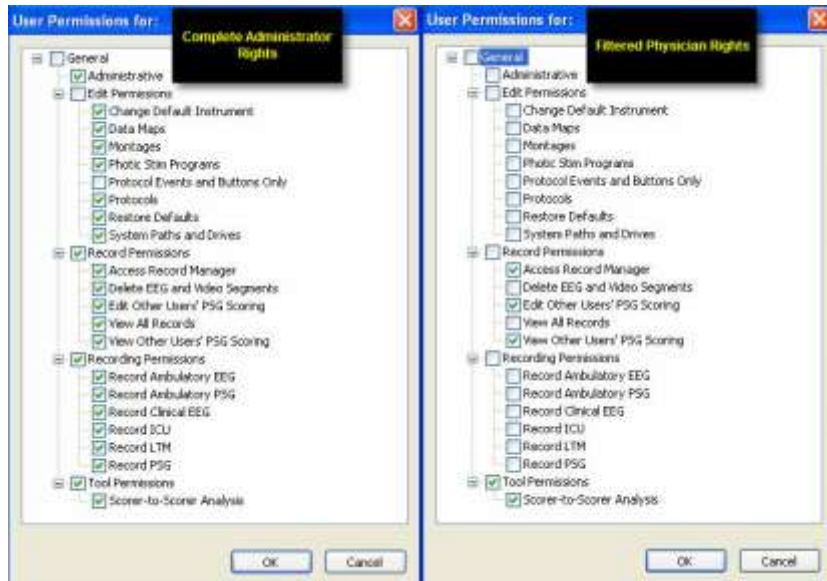 User Permissions for:
Complete Administrator
Rights
General
Administrative
Edit Permissions
Change Default Instrument
Data Maps
Montages
Photic Stim Programs
Protocol Events and Buttons Only
Protocols
Restore Defaults
System Paths and Drives
Record Permissions
Access Record Manager
Delete EEG and Video Segments
Edit Other Users' PSG Scoring
View All Records
View Other Users' PSG Scoring
Recording Permissions
Record Ambulatory EEG
Record Ambulatory PSG
Record Clinical EEG
Record ICU
Record LTM
Record PSG
Tool Permissions
Scorer-to-Scorer Analysis
OK
Cancel
User Permissions for:
Filtered Physician Rights
General
Administrative
Edit Permissions
Change Default Instrument
Data Maps
Montages
Photic Stim Programs
Protocol Events and Buttons Only
Protocols
Restore Defaults
System Paths and Drives
Record Permissions
Access Record Manager
Delete EEG and Video Segments
Edit Other Users' PSG Scoring
View All Records
View Other Users' PSG Scoring
Recording Permissions
Record Ambulatory EEG
Record Ambulatory PSG
Record Clinical EEG
Record ICU
Record LTM
Record PSG
Tool Permissions
Scorer-to-Scorer Analysis
OK
Cancel